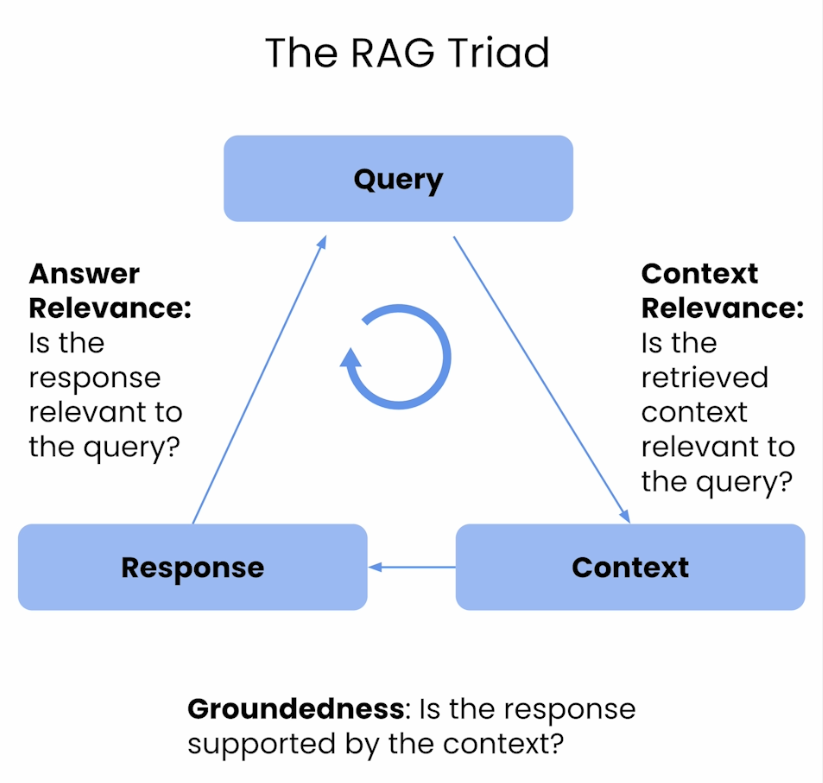 The RAG Triad
Query
Answer
Relevance:
Is the
response
relevant to
the query?
Context
Relevance:
Is the
retrieved
context
relevant to
the query?
Response
Context
Groundedness: Is the response
supported by the context?